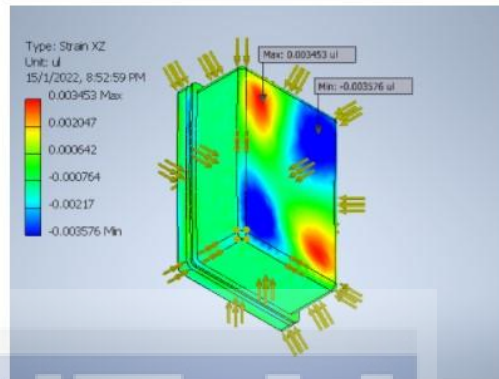 Type: Strain XZ
Unit: ul
15/1/2022, 8:52:59 PM
0.003453 Max
0.002047
0.000642
-0.000764
-0.00217
-0.003576 Min
Max: 0.003453 ul
Min: -0.003576 ul